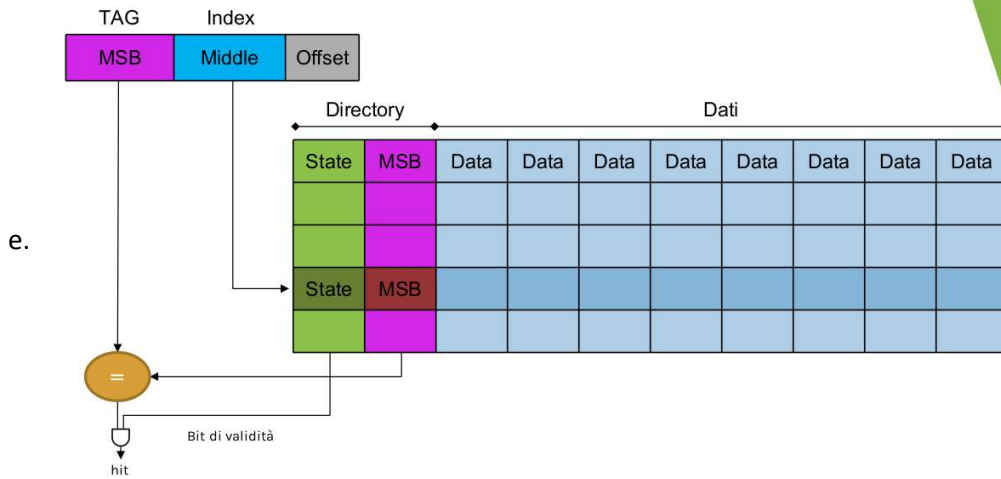 TAG Index
MSB Middle Offset
Directory Dati
State MSB Data Data Data Data Data Data Data Data
e.
State MSB
=
Bit di validità
hit